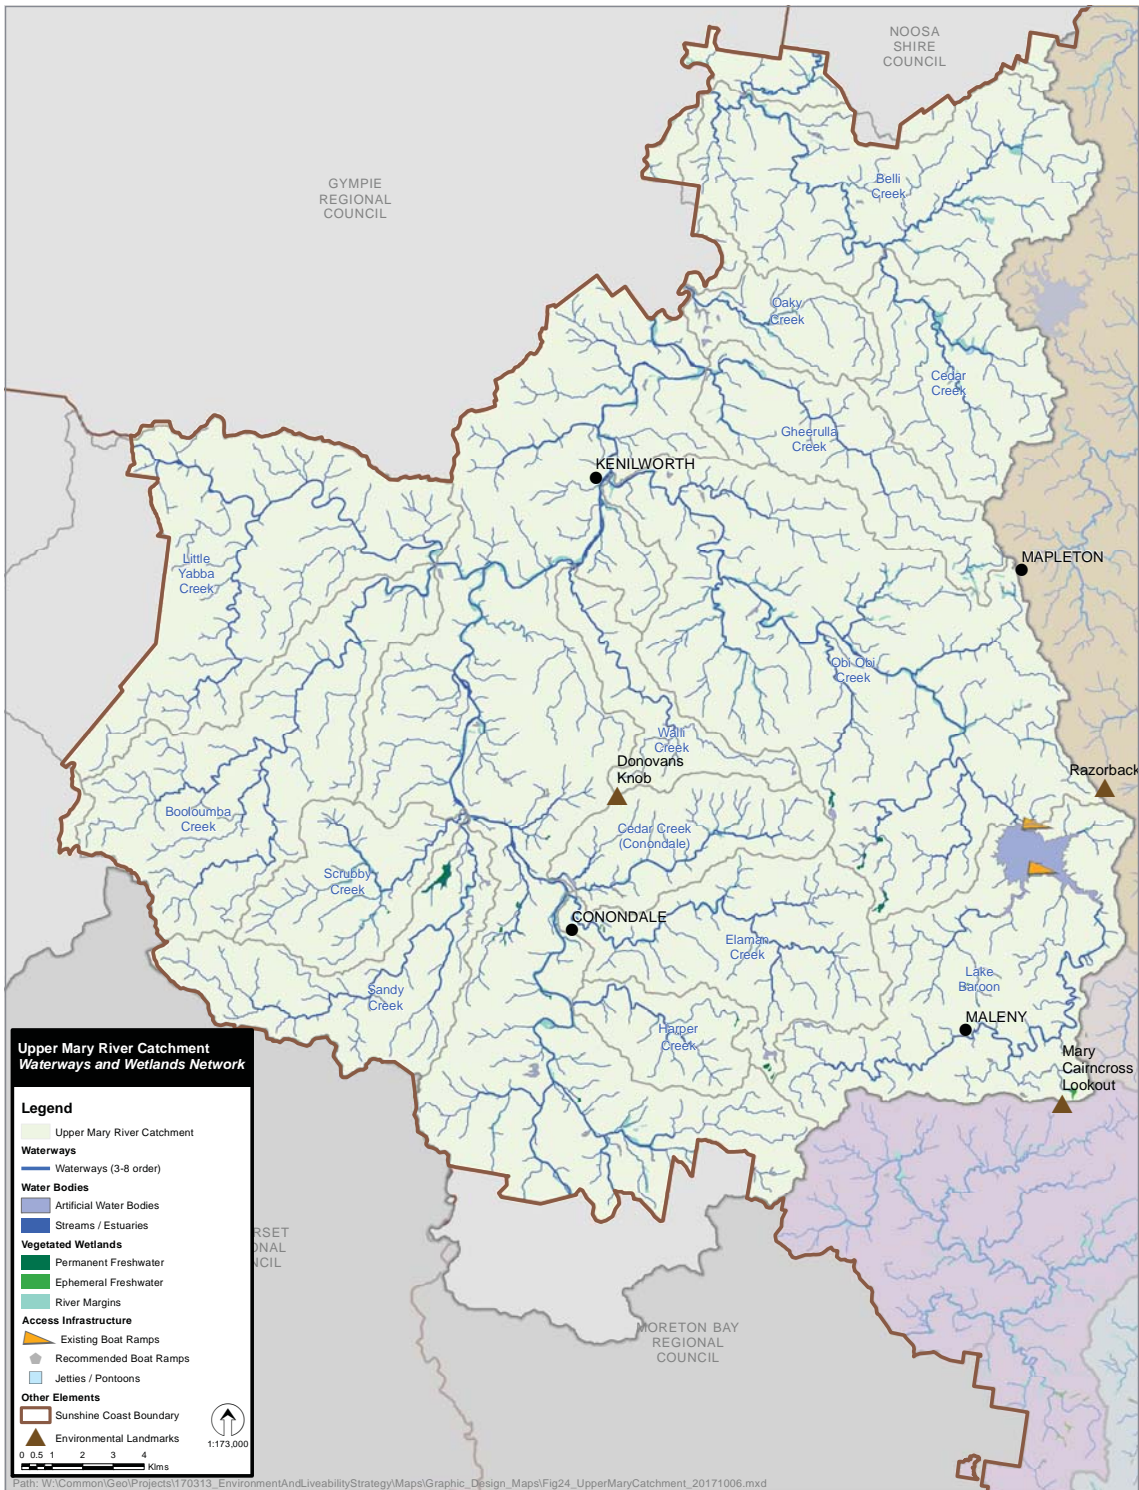 NOOSA
SHIRE
COUNCIL
GYMPIE
REGIONAL
COUNCIL
Belli
Creek
Oaky
Creek
Cedar
Creek
Gheerulla
Creek
KENILWORTH
MAPLETON
Little
Yabba
Creek
Obi Obi
Creek
Walli
Creek
Donovans
Knob
Razorback
Booloumba
Creek
Cedar Creek
(Conondale)
Scrubby
Creek
CONONDALE
Elaman
Creek
Lake
Baroon
Sandy
Creek
MALENY
Harper
Creek
Mary
Cairncross
Lookout
Upper Mary River Catchment
Waterways and Wetlands Network
Legend
Upper Mary River Catchment
Waterways
Waterways (3-8 order)
Water Bodies
Artificial Water Bodies
Streams / Estuaries
Vegetated Wetlands
Permanent Freshwater
Ephemeral Freshwater
River Margins
Access Infrastructure
Existing Boat Ramps
Recommended Boat Ramps
Jetties / Pontoons
Other Elements
Sunshine Coast Boundary
Environmental Landmarks
1:173,000
0 0.5 1 2 3 4
Klms
RSET
ONAL
NCIL
MORETON BAY
REGIONAL
COUNCIL
Path: W:\Common\Geo\Projects\170313_EnvironmentAndLiveabilityStrategy\Maps\Graphic_Design_Maps\Fig24_UpperMaryCatchment_20171006.mxd